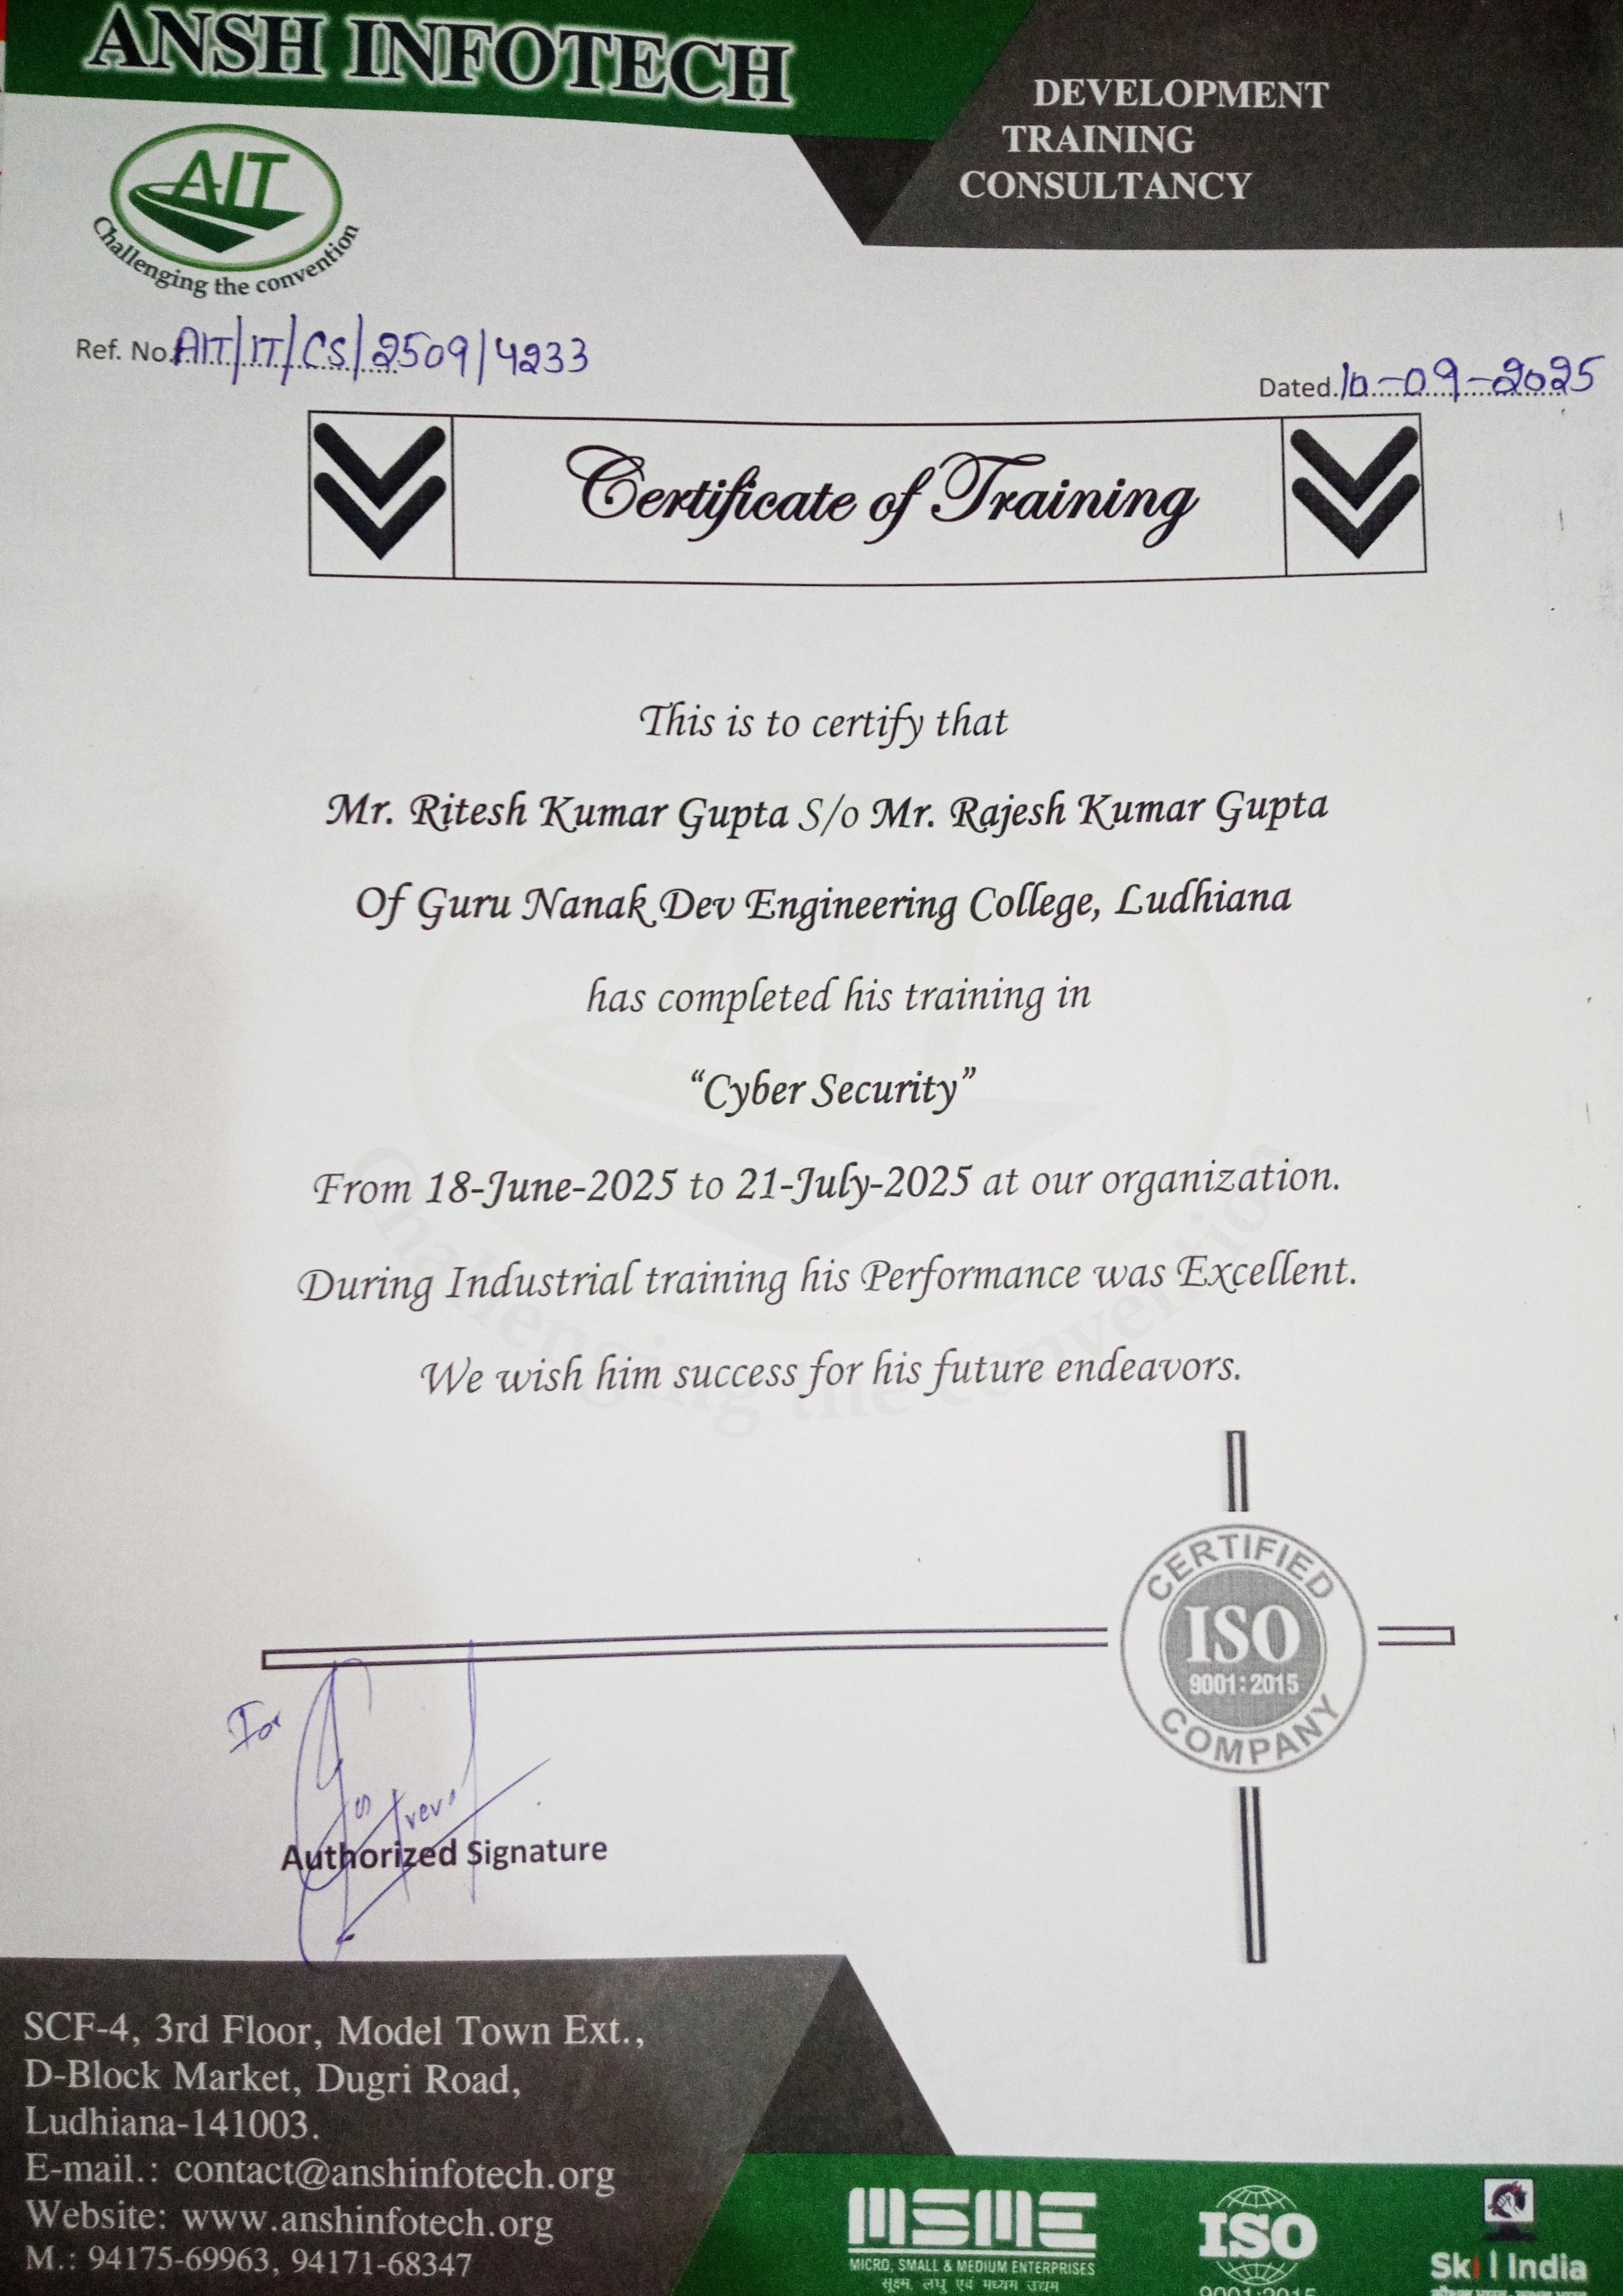 ANSH INFOTECH
DEVELOPMENT
TRAINING
CONSULTANCY
AIT
Challenging the convention
Ref. No. AIT/IT/CS/2509/4233
Dated. 10-09-2025
Certificate of Training
This is to certify that
Mr. Ritesh Kumar Gupta S/o Mr. Rajesh Kumar Gupta
Of Guru Nanak Dev Engineering College, Ludhiana
has completed his training in
“Cyber Security”
From 18-June-2025 to 21-July-2025 at our organization.
During Industrial training his Performance was Excellent.
We wish him success for his future endeavors.
AIT
Challenging the convention
CERTIFIED
ISO
9001:2015
COMPANY
For
Authorized Signature
SCF-4, 3rd Floor, Model Town Ext.,
D-Block Market, Dugri Road,
Ludhiana-141003.
E-mail.: contact@anshinfotech.org
Website: www.anshinfotech.org
M.: 94175-69963, 94171-68347
MSME
MICRO, SMALL & MEDIUM ENTERPRISES
सूक्ष्म, लघु एवं मध्यम उद्यम
ISO
9001:2015
Skill India